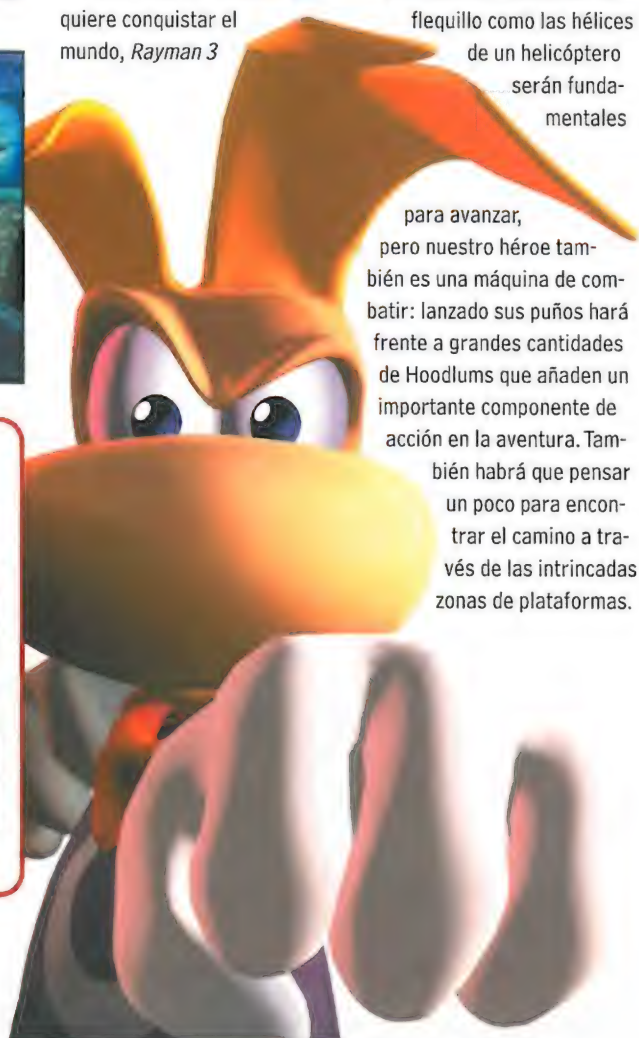 quiere conquistar el
mundo, Rayman 3
flequillo como las hélices
de un helicóptero
serán funda-
mentales
para avanzar,
pero nuestro héroe tam-
bién es una máquina de com-
batir: lanzado sus puños hará
frente a grandes cantidades
de Hoodlums que añaden un
importante componente de
acción en la aventura. Tam-
bién habrá que pensar
un poco para encon-
trar el camino a tra-
vés de las intrincadas
zonas de plataformas.